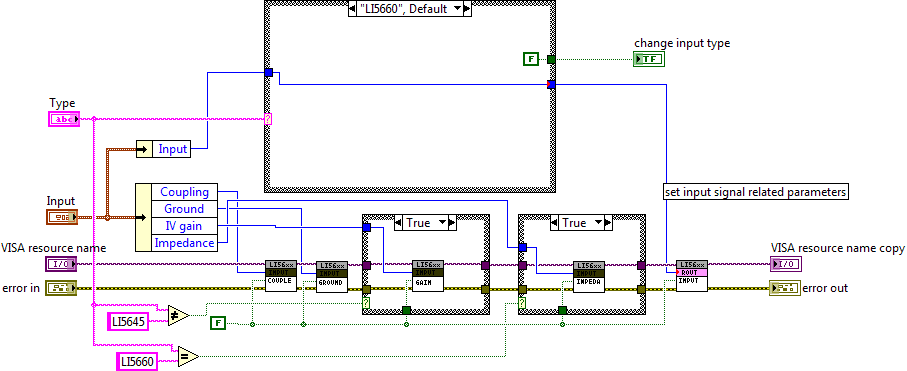 "LI5660", Default
change input type
F
TF
Type
abc
?
Input
Coupling
Ground
IV gain
Impedance
set input signal related parameters
Input
True
True
VISA resource name
I/O
LI56xx
INPUT
COUPLE
LI56xx
INPUT
GROUND
LI56xx
INPUT
GAIN
LI56xx
INPUT
IMPEDA
LI56xx
ROUT
INPUT
VISA resource name copy
I/O
error in
?
?
error out
LI5645
≠
F
LI5660
=